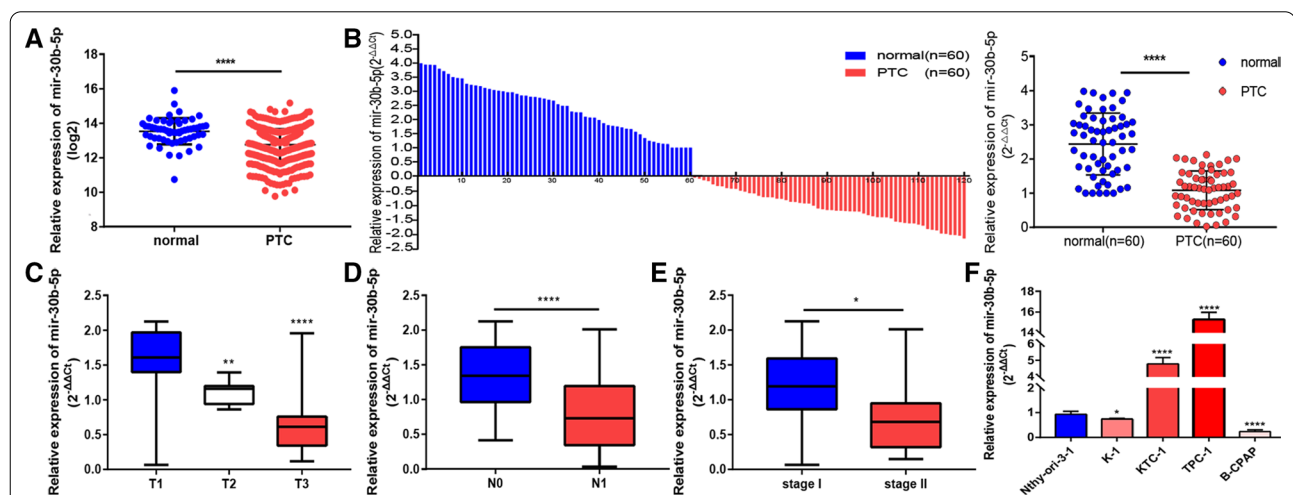 A
Relative expression of mir-30b-5p
(log2)
18
16
14
12
10
8
****
normal
PTC
B
Relative expression of mir-30b-5p(2-ΔΔCt)
5.0
4.5
4.0
3.5
3.0
2.5
2.0
1.5
1.0
0.5
0.0
-0.5
-1.0
-1.5
-2.0
-2.5
10 20 30 40 50 60 70 80 90 100 110 120
normal(n=60)
PTC (n=60)
Relative expression of mir-30b-5p
(2-ΔΔCt)
5
4
3
2
1
0
****
normal
PTC
normal(n=60)
PTC(n=60)
C
Relative expression of mir-30b-5p
(2-ΔΔCt)
2.5
2.0
1.5
1.0
0.5
0.0
**
****
T1
T2
T3
D
Relative expression of mir-30b-5p
(2-ΔΔCt)
2.5
2.0
1.5
1.0
0.5
0.0
****
N0
N1
E
Relative expression of mir-30b-5p
(2-ΔΔCt)
2.5
2.0
1.5
1.0
0.5
0.0
*
stage I
stage II
F
Relative expression of mir-30b-5p
(2-ΔΔCt)
18
16
14
6
5
4
2
1
0
*
****
****
****
Nthy-ori-3-1
K-1
KTC-1
TPC-1
B-CPAP